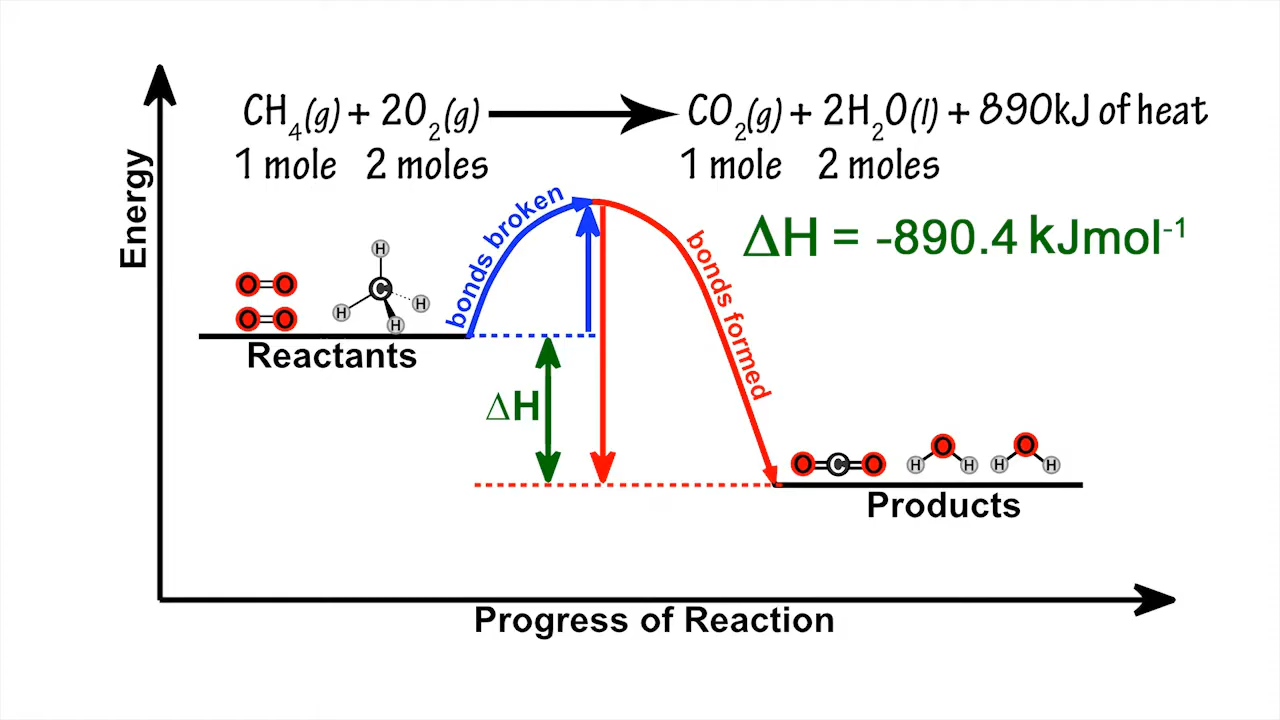 CH₄(g) + 2O₂(g) ⟶ CO₂(g) + 2H₂O(l) + 890kJ of heat
1 mole 2 moles 1 mole 2 moles
ΔH = -890.4 kJmol⁻¹
Energy
bonds broken
bonds formed
O=O
O=O
H
C
H
H
H
Reactants
ΔH
O=C=O
O
H H
O
H H
Products
Progress of Reaction